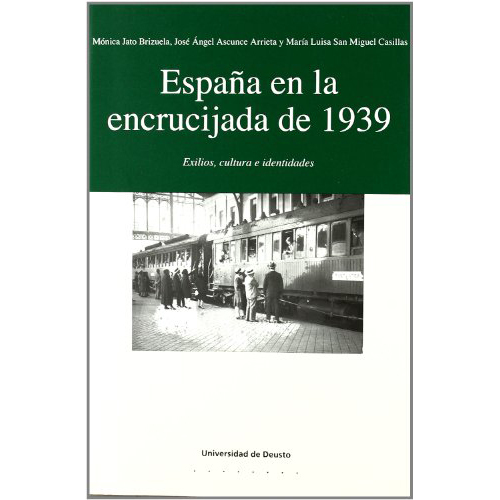 Mónica Jato Brizuela, José Ángel Ascunce Arrieta y María Luisa San Miguel Casillas
España en la
encrucijada de 1939
Exilios, cultura e identidades
Universidad de Deusto